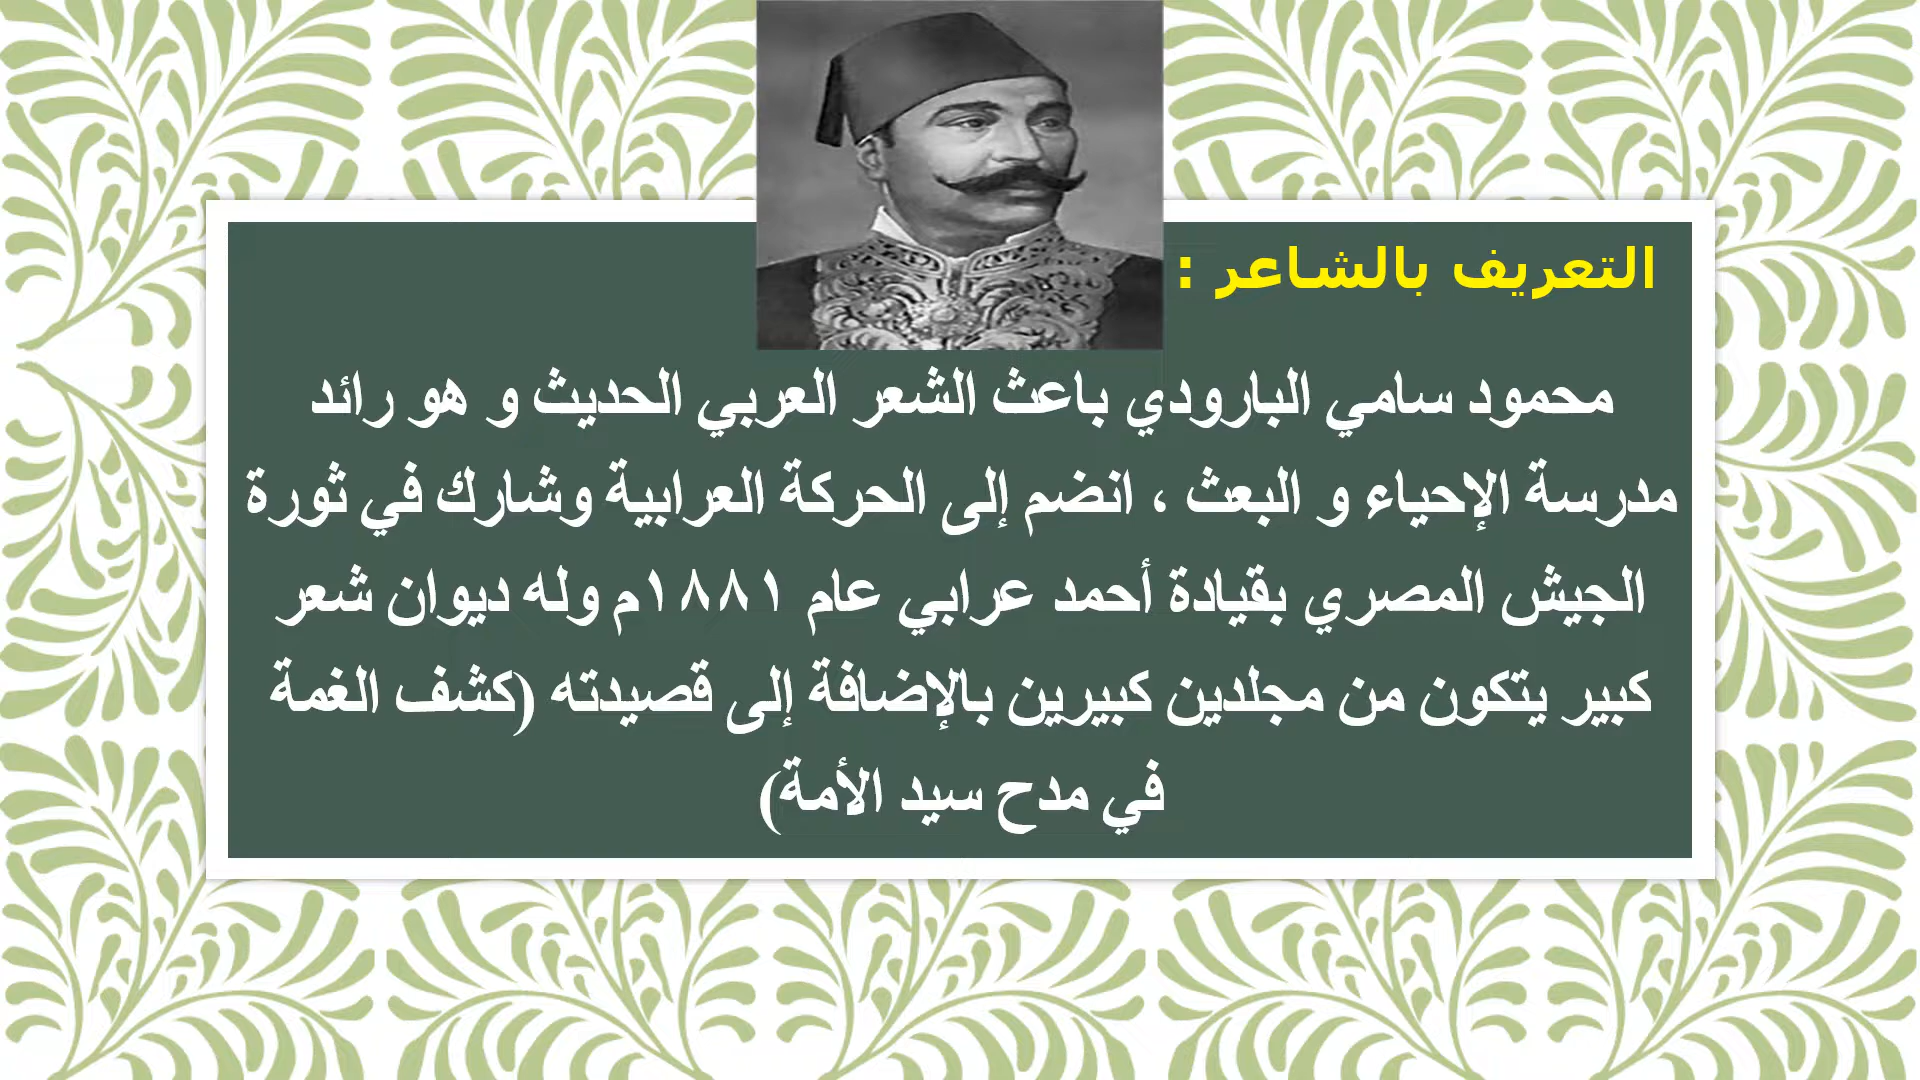 التعريف بالشاعر :
محمود سامي البارودي باعث الشعر العربي الحديث و هو رائد
مدرسة الإحياء و البعث ، انضم إلى الحركة العرابية وشارك في ثورة
الجيش المصري بقيادة أحمد عرابي عام ١٨٨١م وله ديوان شعر
كبير يتكون من مجلدين كبيرين بالإضافة إلى قصيدته (كشف الغمة
في مدح سيد الأمة)